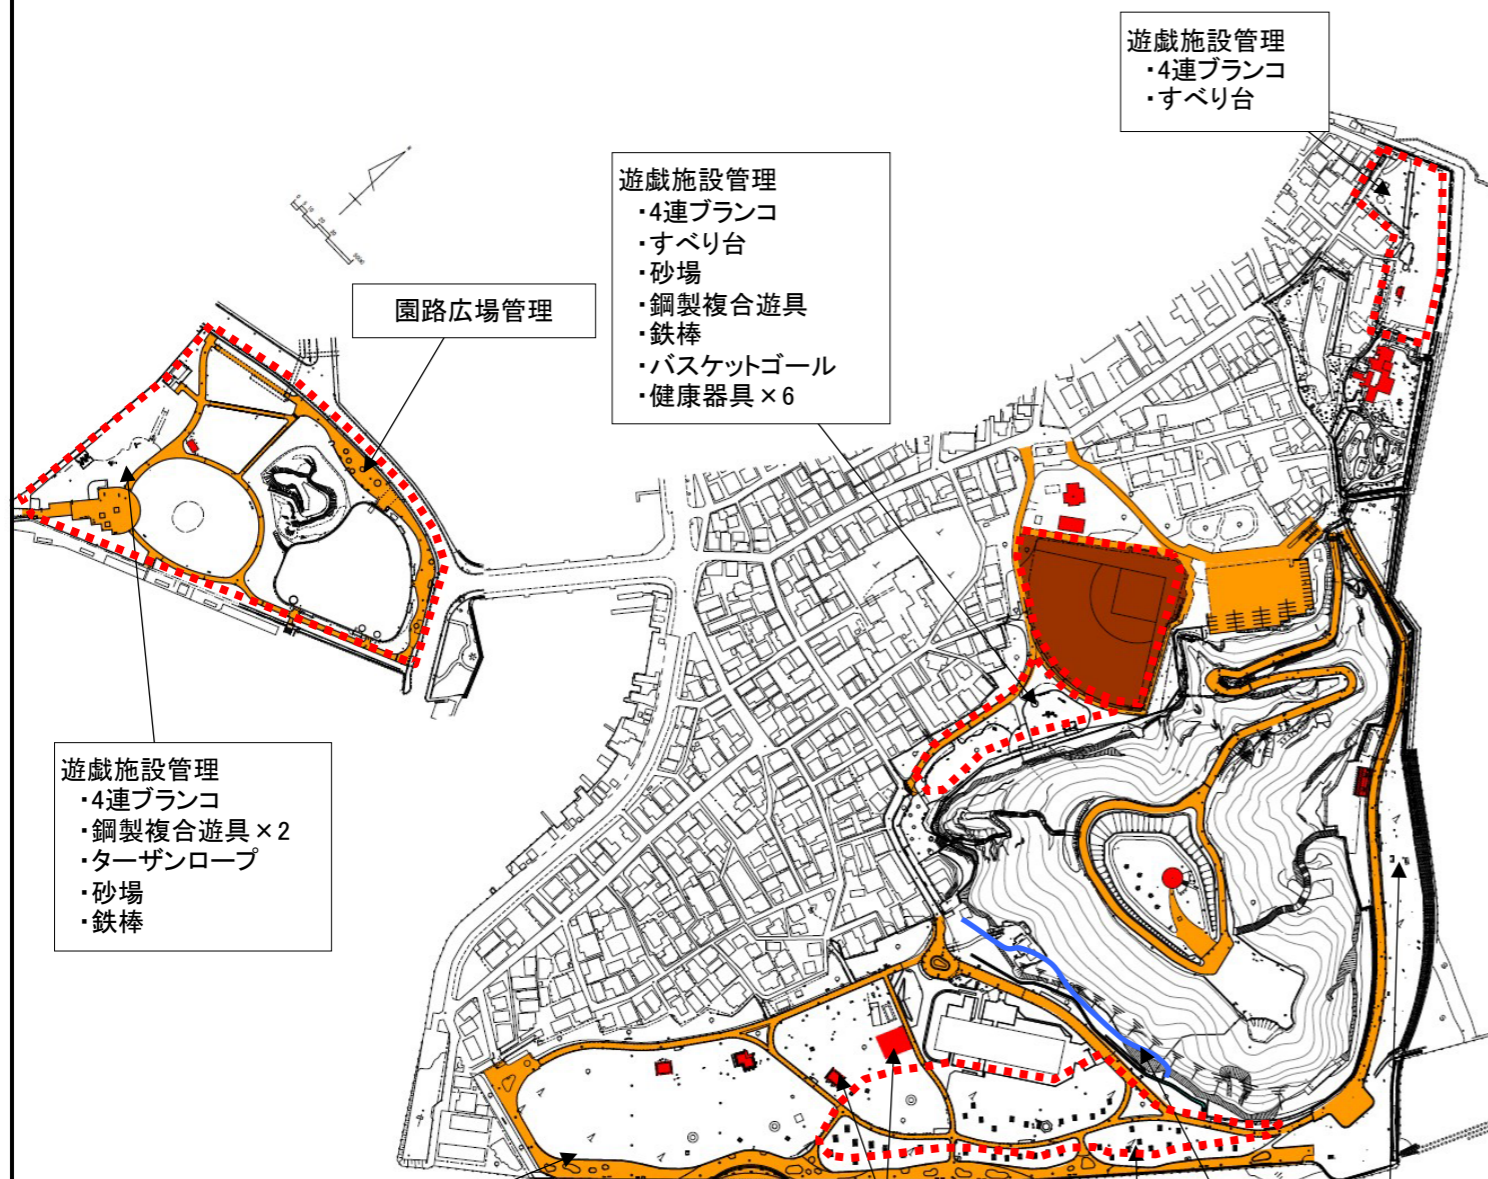 遊戯施設管理
・4連ブランコ
・すべり台
遊戯施設管理
・4連ブランコ
・すべり台
・砂場
・鋼製複合遊具
・鉄棒
・バスケットゴール
・健康器具×6
園路広場管理
遊戯施設管理
・4連ブランコ
・鋼製複合遊具×2
・ターザンロープ
・砂場
・鉄棒